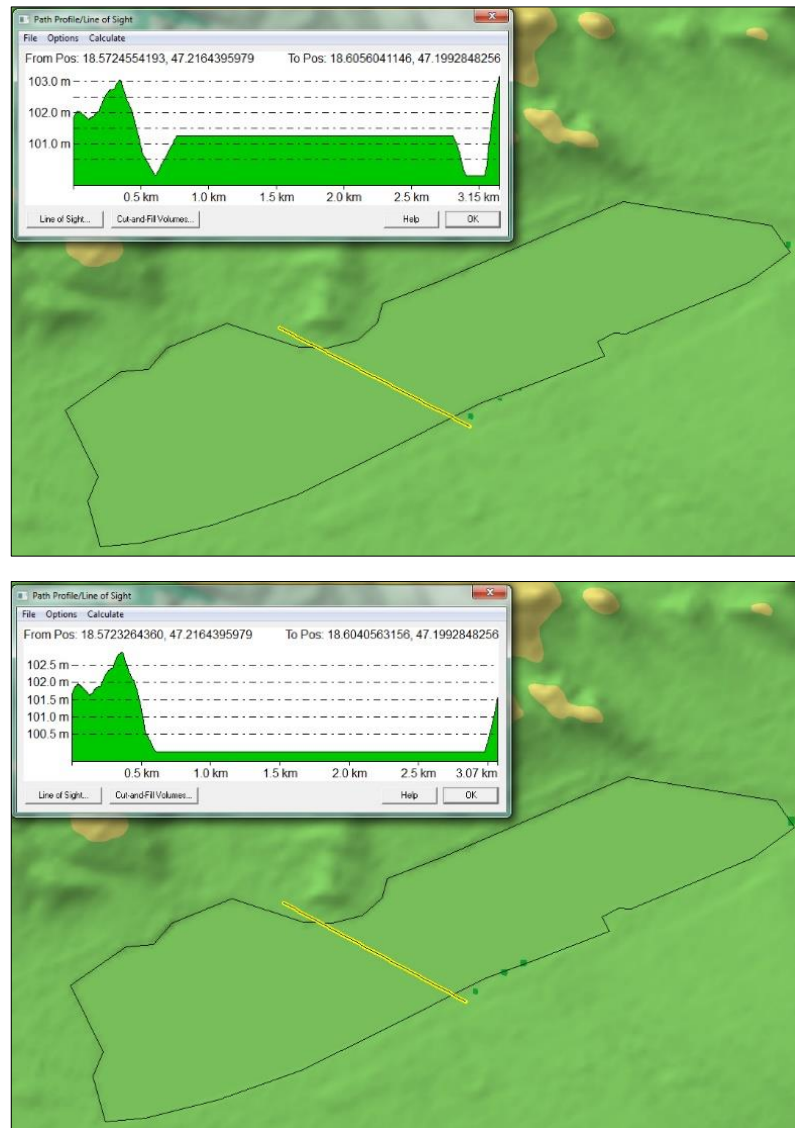 Path Profile/Line of Sight
File Options Calculate
From Pos: 18.5724554193, 47.2164395979 To Pos: 18.6056041146, 47.1992848256
103.0 m
102.0 m
101.0 m
0.5 km 1.0 km 1.5 km 2.0 km 2.5 km 3.15 km
Line of Sight... Cut-and-Fill Volumes... Help OK
Path Profile/Line of Sight
File Options Calculate
From Pos: 18.5723264360, 47.2164395979 To Pos: 18.6040563156, 47.1992848256
102.5 m
102.0 m
101.5 m
101.0 m
100.5 m
0.5 km 1.0 km 1.5 km 2.0 km 2.5 km 3.07 km
Line of Sight... Cut-and-Fill Volumes... Help OK